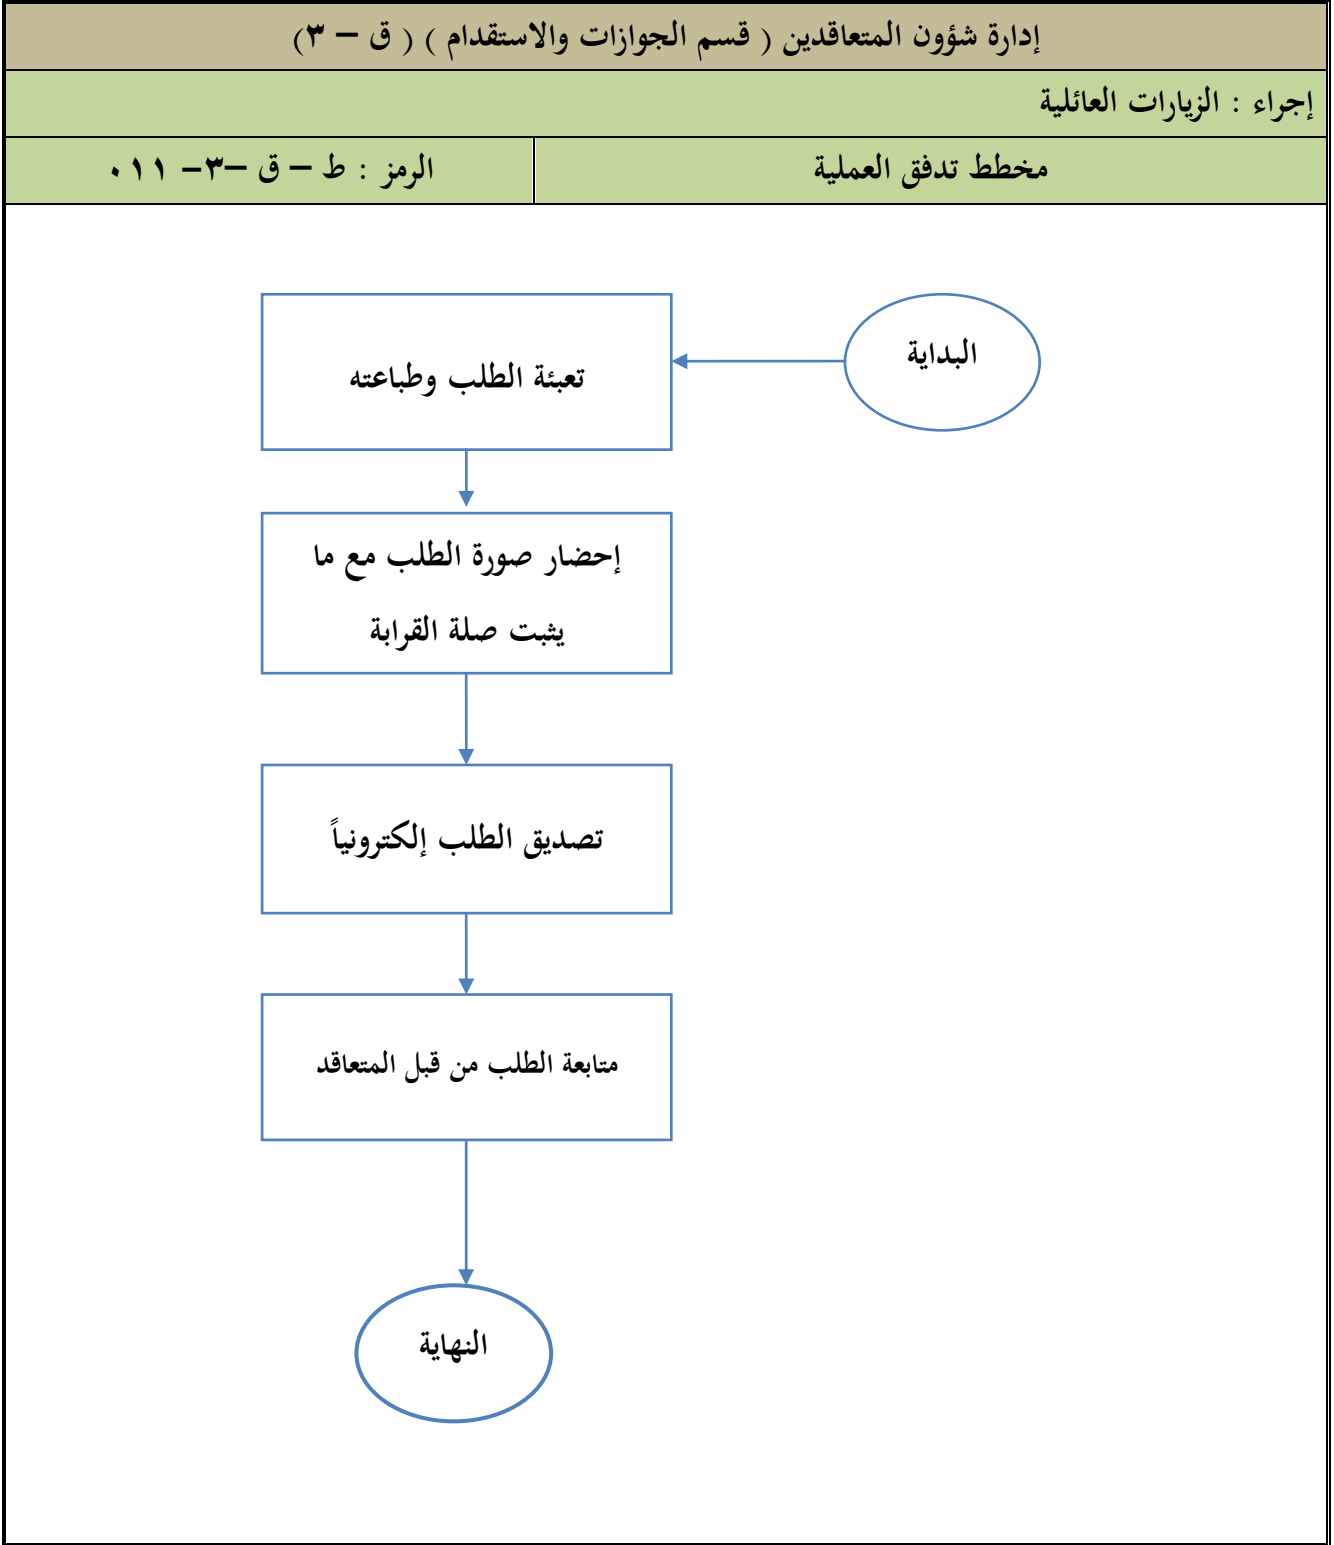 إدارة شؤون المتعاقدين ( قسم الجوازات والاستقدام ) ( ق – ٣)
إجراء : الزيارات العائلية
مخطط تدفق العملية
الرمز : ط – ق –٣– ٠١١
البداية
تعبئة الطلب وطباعته
إحضار صورة الطلب مع ما
يثبت صلة القرابة
تصديق الطلب إلكترونياً
متابعة الطلب من قبل المتعاقد
النهاية